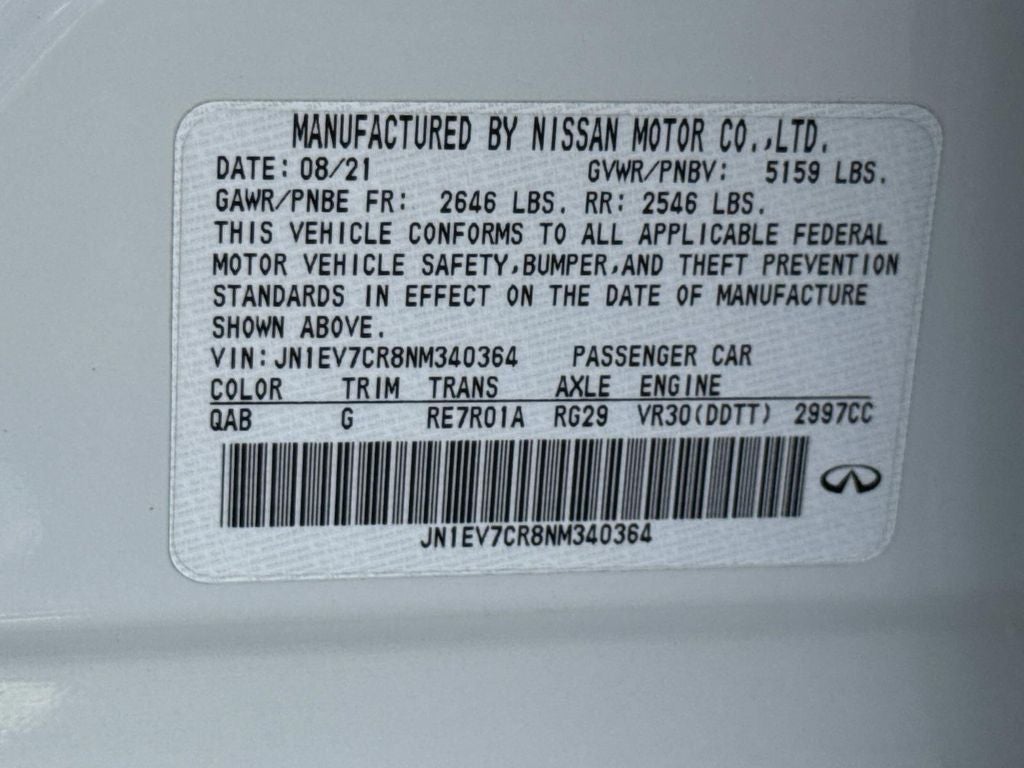 MANUFACTURED BY NISSAN MOTOR CO.,LTD.
DATE: 08/21 GVWR/PNBV: 5159 LBS.
GAWR/PNBE FR: 2646 LBS. RR: 2546 LBS.
THIS VEHICLE CONFORMS TO ALL APPLICABLE FEDERAL
MOTOR VEHICLE SAFETY,BUMPER,AND THEFT PREVENTION
STANDARDS IN EFFECT ON THE DATE OF MANUFACTURE
SHOWN ABOVE.
VIN: JN1EV7CR8NM340364 PASSENGER CAR
COLOR TRIM TRANS AXLE ENGINE
QAB G RE7R01A RG29 VR30(DDTT) 2997CC
JN1EV7CR8NM340364